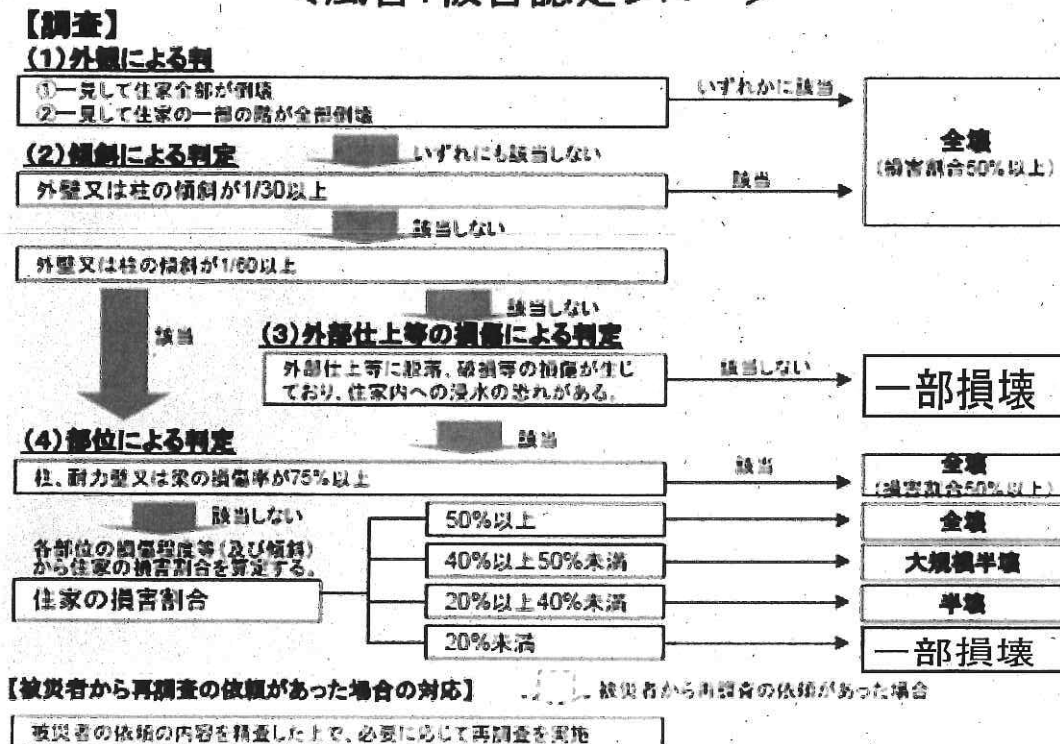 【調査】
(1)外観による判
①一見して住家全部が倒壊
②一見して住家の一部の階が全部倒壊
いずれかに該当
全壊
(損害割合50%以上)
いずれにも該当しない
(2)傾斜による判定
外壁又は柱の傾斜が1/30以上
該当
該当しない
外壁又は柱の傾斜が1/60以上
該当
該当しない
(3)外部仕上等の損傷による判定
外部仕上等に脱落、破損等の損傷が生じ
ており、住家内への浸水の恐れがある。
該当しない
一部損壊
該当
(4)部位による判定
柱、耐力壁又は梁の損傷率が75%以上
該当
全壊
(損害割合50%以上)
該当しない
各部位の損傷程度等(及び傾斜)
から住家の損害割合を算定する。
住家の損害割合
50%以上
全壊
40%以上50%未満
大規模半壊
20%以上40%未満
半壊
20%未満
一部損壊
【被災者から再調査の依頼があった場合の対応】
被災者から再調査の依頼があった場合
被災者の依頼の内容を精査した上で、必要に応じて再調査を実施